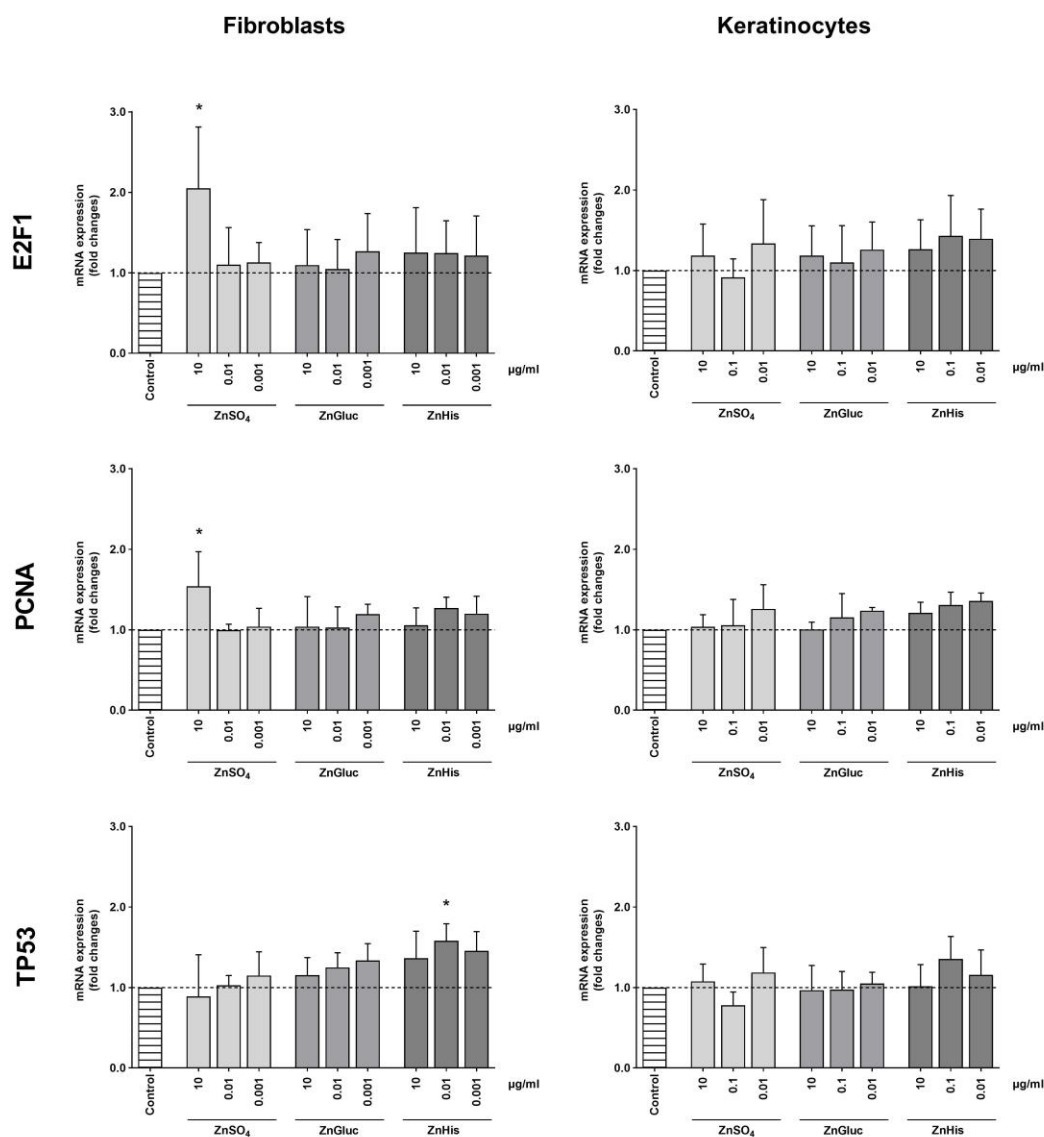 Fibroblasts
Keratinocytes
E2F1
mRNA expression
(fold changes)
3.0
2.0
1.0
0.0
*
Control
10
0.01
0.001
10
0.01
0.001
10
0.01
0.001
µg/ml
ZnSO₄
ZnGluc
ZnHis
mRNA expression
(fold changes)
3.0
2.0
1.0
0.0
Control
10
0.1
0.01
10
0.1
0.01
10
0.1
0.01
µg/ml
ZnSO₄
ZnGluc
ZnHis
PCNA
mRNA expression
(fold changes)
3.0
2.0
1.0
0.0
*
Control
10
0.01
0.001
10
0.01
0.001
10
0.01
0.001
µg/ml
ZnSO₄
ZnGluc
ZnHis
mRNA expression
(fold changes)
3.0
2.0
1.0
0.0
Control
10
0.1
0.01
10
0.1
0.01
10
0.1
0.01
µg/ml
ZnSO₄
ZnGluc
ZnHis
TP53
mRNA expression
(fold changes)
3.0
2.0
1.0
0.0
*
Control
10
0.01
0.001
10
0.01
0.001
10
0.01
0.001
µg/ml
ZnSO₄
ZnGluc
ZnHis
mRNA expression
(fold changes)
3.0
2.0
1.0
0.0
Control
10
0.1
0.01
10
0.1
0.01
10
0.1
0.01
µg/ml
ZnSO₄
ZnGluc
ZnHis